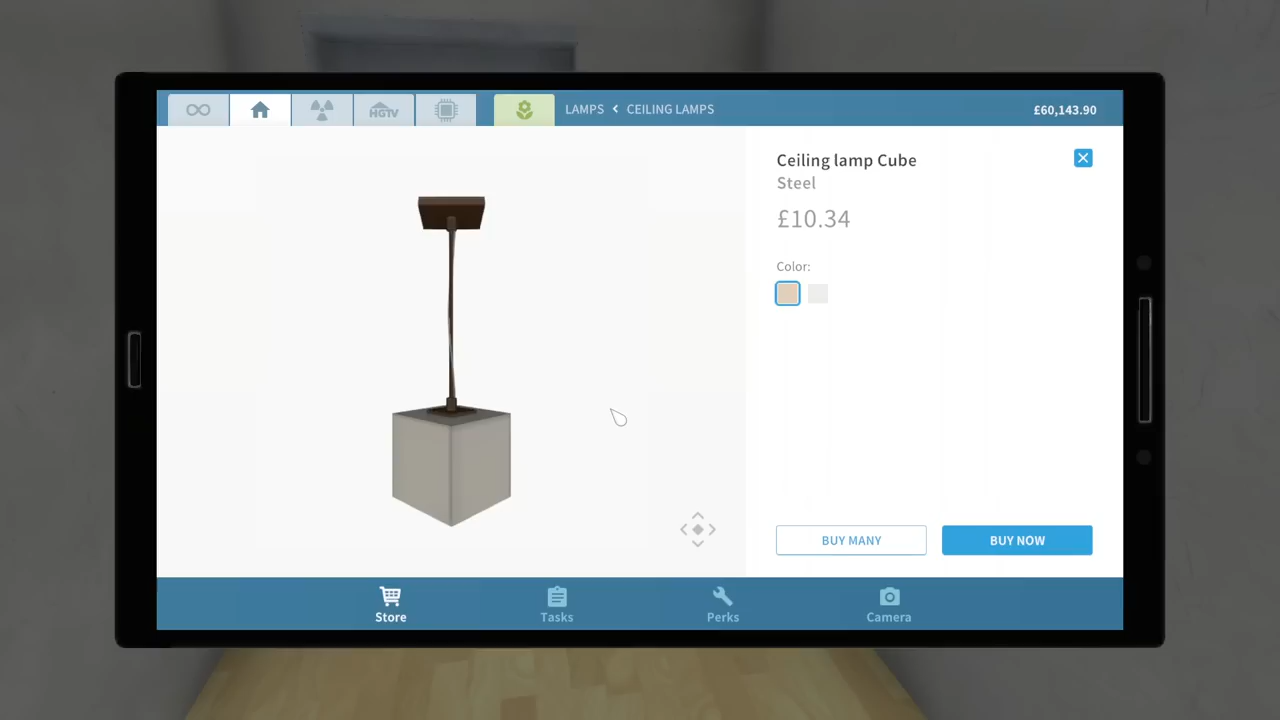 HGTV
LAMPS < CEILING LAMPS
£60,143.90
Ceiling lamp Cube
Steel
£10.34
Color:
BUY MANY
BUY NOW
Store
Tasks
Perks
Camera